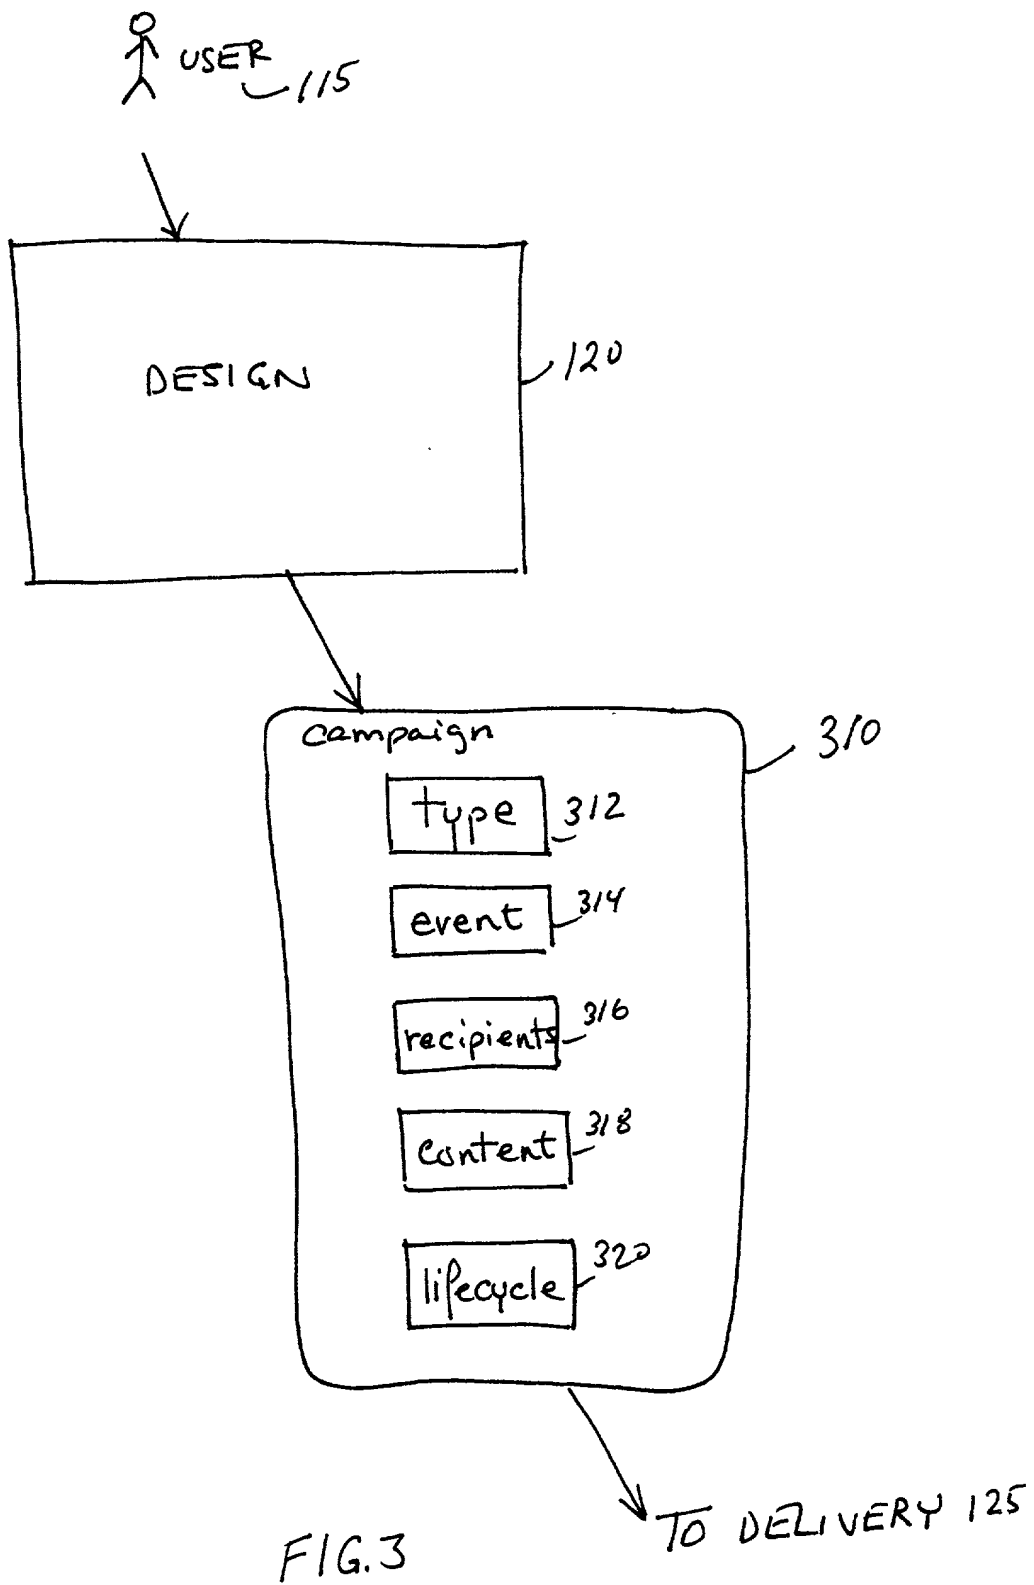 USER
115
DESIGN
120
campaign
310
type
312
event
314
recipients
316
content
318
lifecycle
320
TO DELIVERY 125
FIG.3